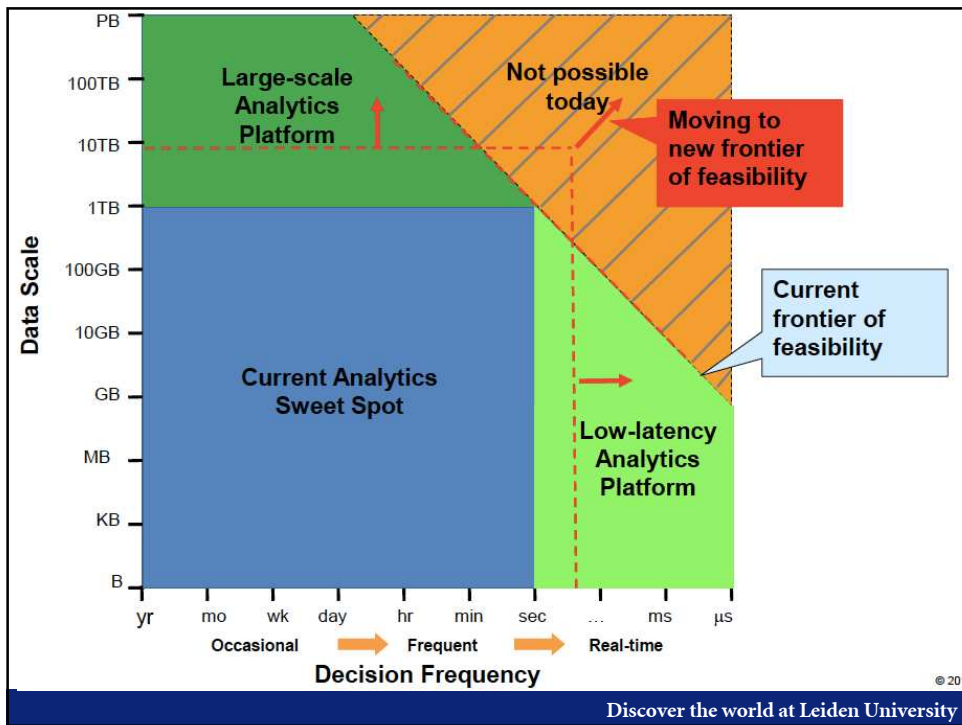 PB
100TB
10TB
1TB
100GB
10GB
GB
MB
KB
B
Data Scale
Large-scale
Analytics
Platform
Not possible
today
Moving to
new frontier
of feasibility
Current
frontier of
feasibility
Current Analytics
Sweet Spot
Low-latency
Analytics
Platform
yr mo wk day hr min sec ... ms μs
Occasional Frequent Real-time
Decision Frequency
© 20
Discover the world at Leiden University